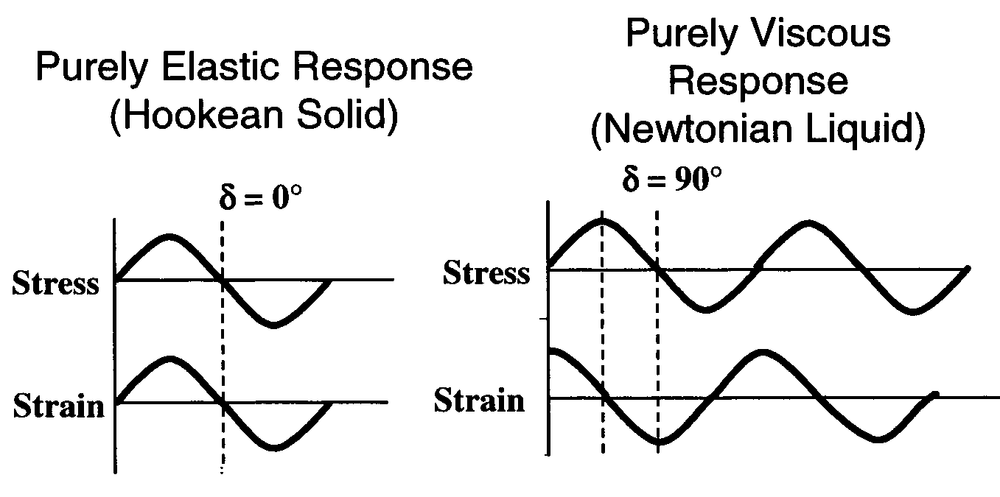 Purely Elastic Response
(Hookean Solid)
δ = 0°
Stress
Strain
Purely Viscous
Response
(Newtonian Liquid)
δ = 90°
Stress
Strain